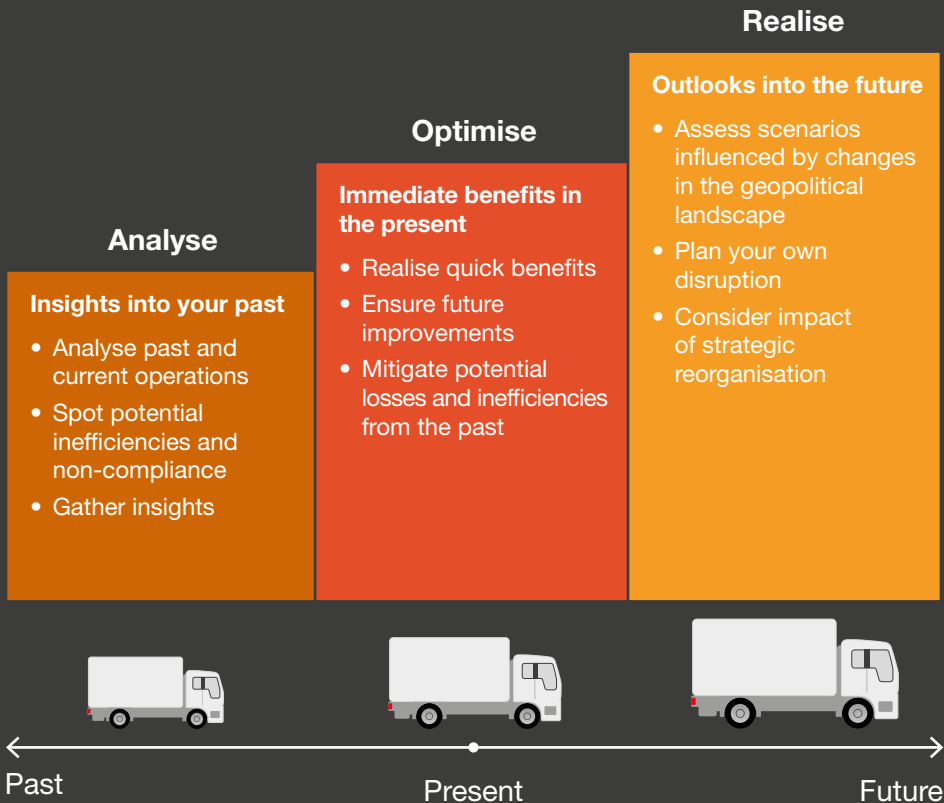 Realise
Outlooks into the future
• Assess scenarios
influenced by changes
in the geopolitical
landscape
• Plan your own
disruption
• Consider impact
of strategic
reorganisation
Optimise
Immediate benefits in
the present
• Realise quick benefits
• Ensure future
improvements
• Mitigate potential
losses and inefficiencies
from the past
Analyse
Insights into your past
• Analyse past and
current operations
• Spot potential
inefficiencies and
non-compliance
• Gather insights
Past
Present
Future